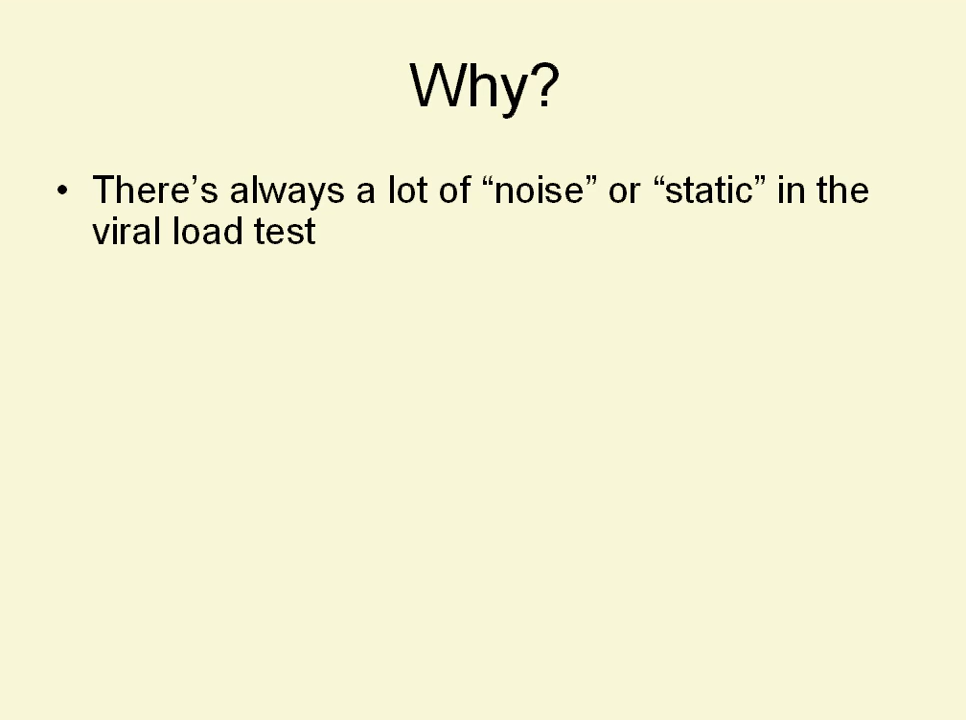 Why?
• There’s always a lot of “noise” or “static” in the
viral load test